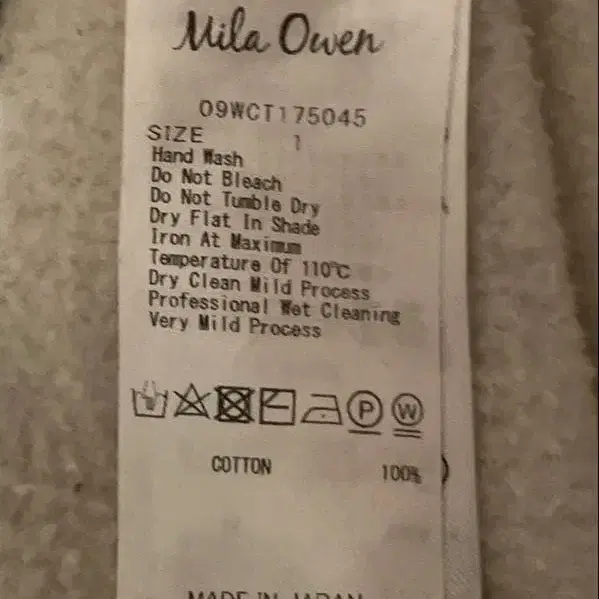 Mila Owen
09WCT175045
SIZE 1
Hand Wash
Do Not Bleach
Do Not Tumble Dry
Dry Flat In Shade
Iron At Maximum
Temperature Of 110℃
Dry Clean Mild Process
Professional Wet Cleaning
Very Mild Process
P W
COTTON 100%
MADE IN JAPAN